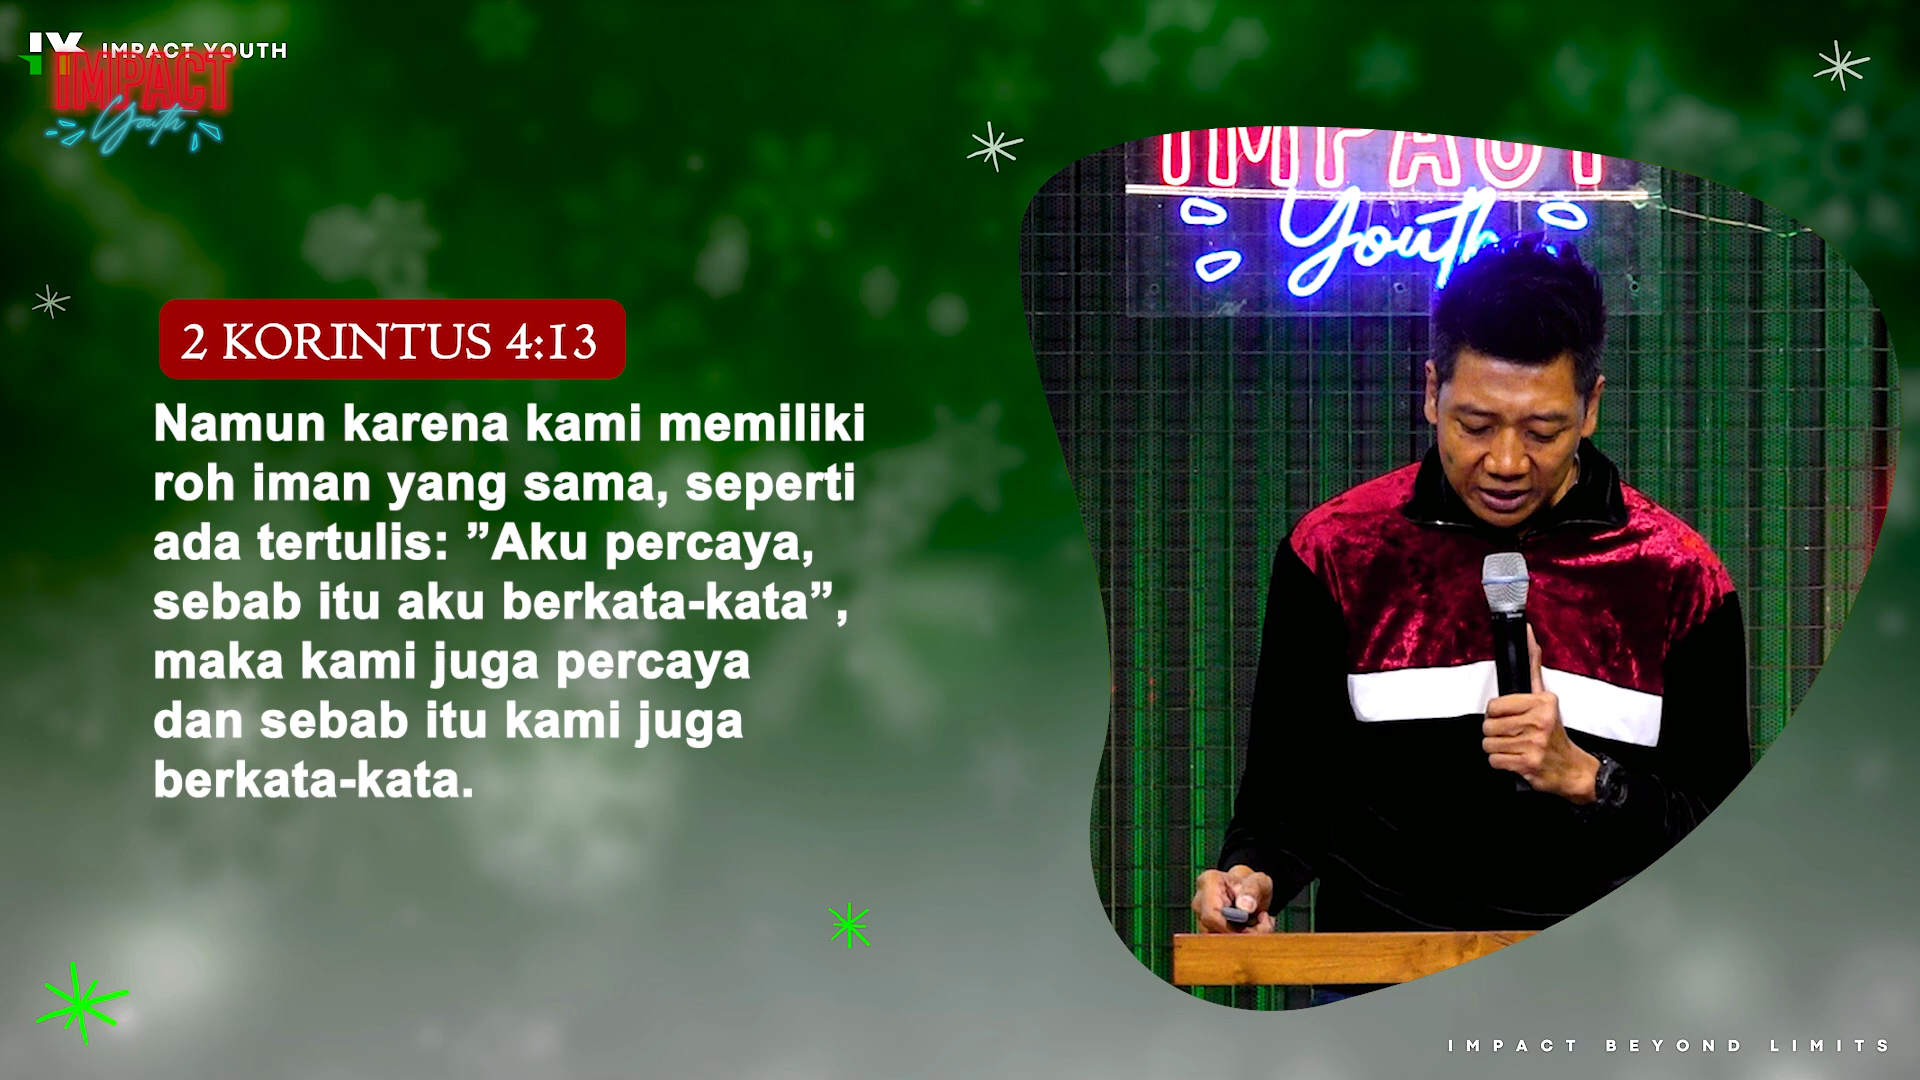 IMPACT YOUTH
IMPACT
Youth
IMPACT
Youth
2 KORINTUS 4:13
Namun karena kami memiliki
roh iman yang sama, seperti
ada tertulis: ”Aku percaya,
sebab itu aku berkata-kata”,
maka kami juga percaya
dan sebab itu kami juga
berkata-kata.
IMPACT BEYOND LIMITS